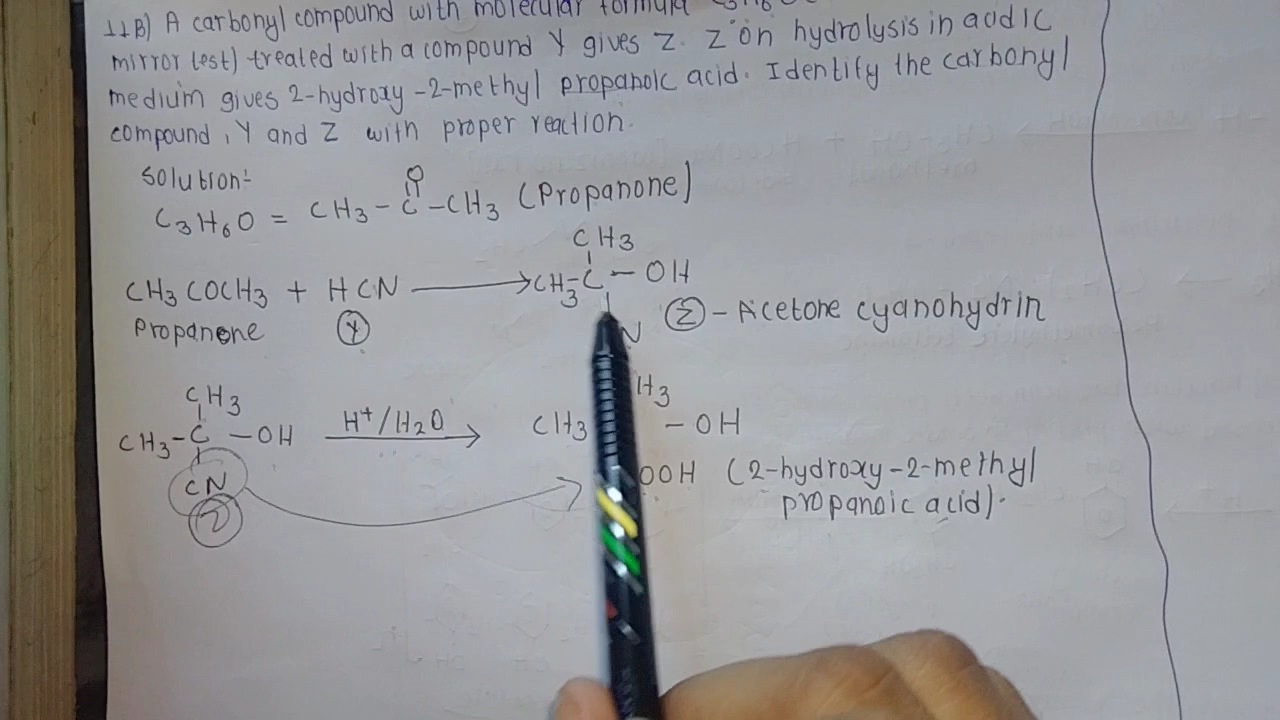 11B) A carbonyl compound with molecular formula
mirror test) treated with a compound Y gives Z. Z on hydrolysis in acidic
medium gives 2-hydroxy-2-methyl propanoic acid. Identify the carbonyl
compound, Y and Z with proper reaction.
Solution:-
O
C3H6O = CH3-C-CH3 (Propanone)
CH3
CH3COCH3 + HCN → CH3-C-OH
Propanone Y N Z - Acetone cyanohydrin
CH3 H3
CH3-C-OH H+/H2O → CH3 -OH
CN OOH (2-hydroxy-2-methyl
Z propanoic acid).